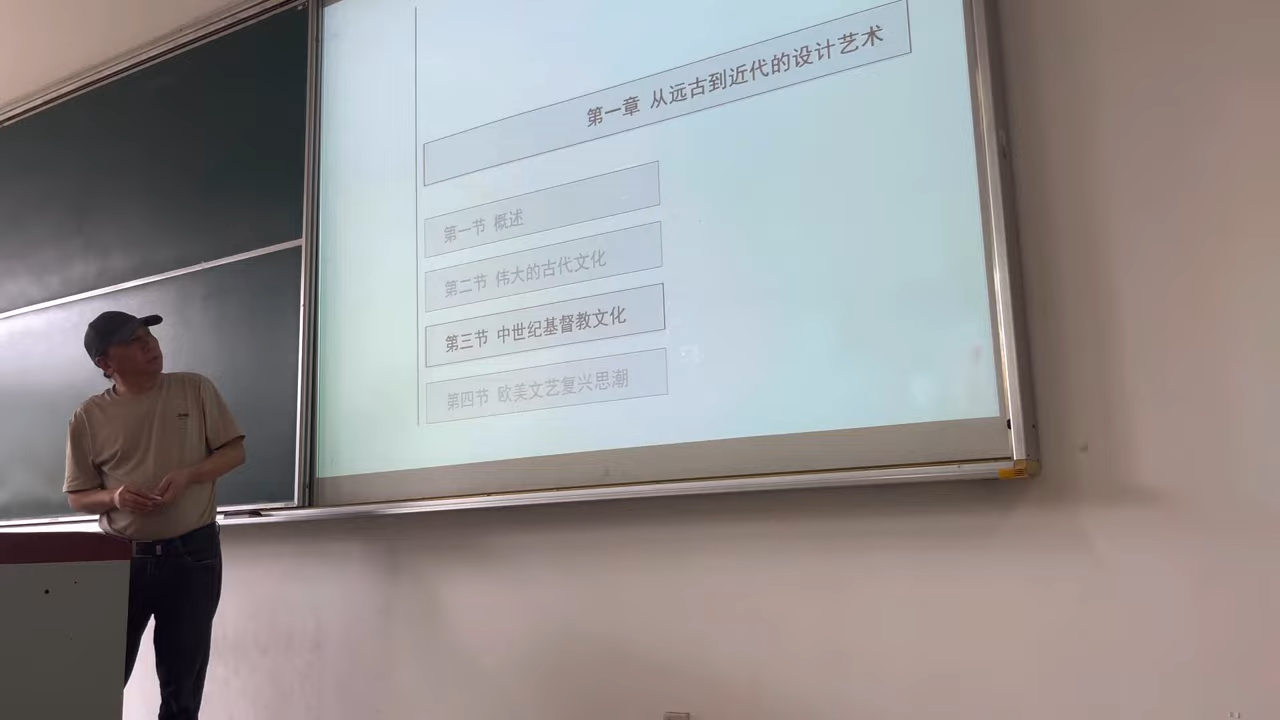 第一章 从远古到近代的设计艺术
第一节 概述
第二节 伟大的古代文化
第三节 中世纪基督教文化
第四节 欧美文艺复兴思潮